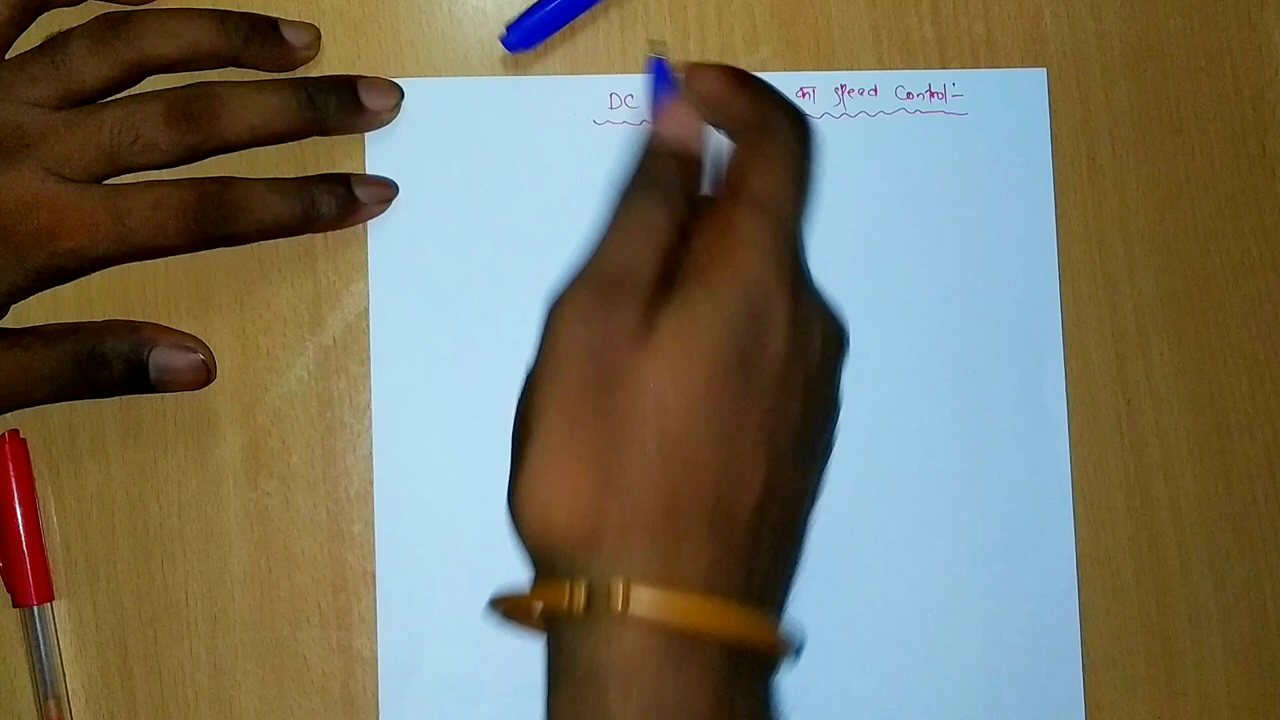 DC का speed Control:-